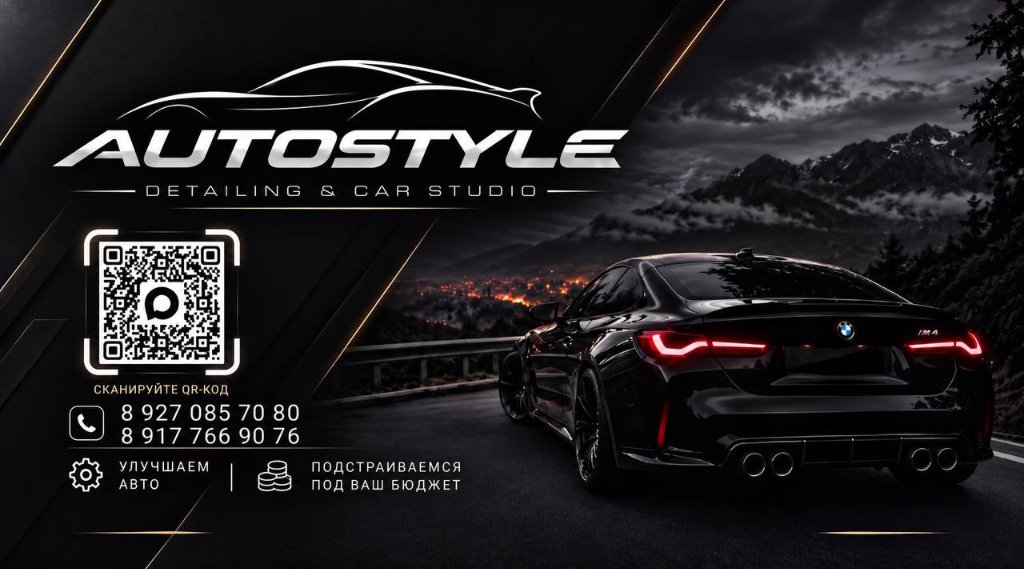 AUTOSTYLE
DETAILING & CAR STUDIO
СКАНИРУЙТЕ QR-КОД
8 927 085 70 80
8 917 766 90 76
УЛУЧШАЕМ
АВТО
ПОДСТРАИВАЕМСЯ
ПОД ВАШ БЮДЖЕТ
M4